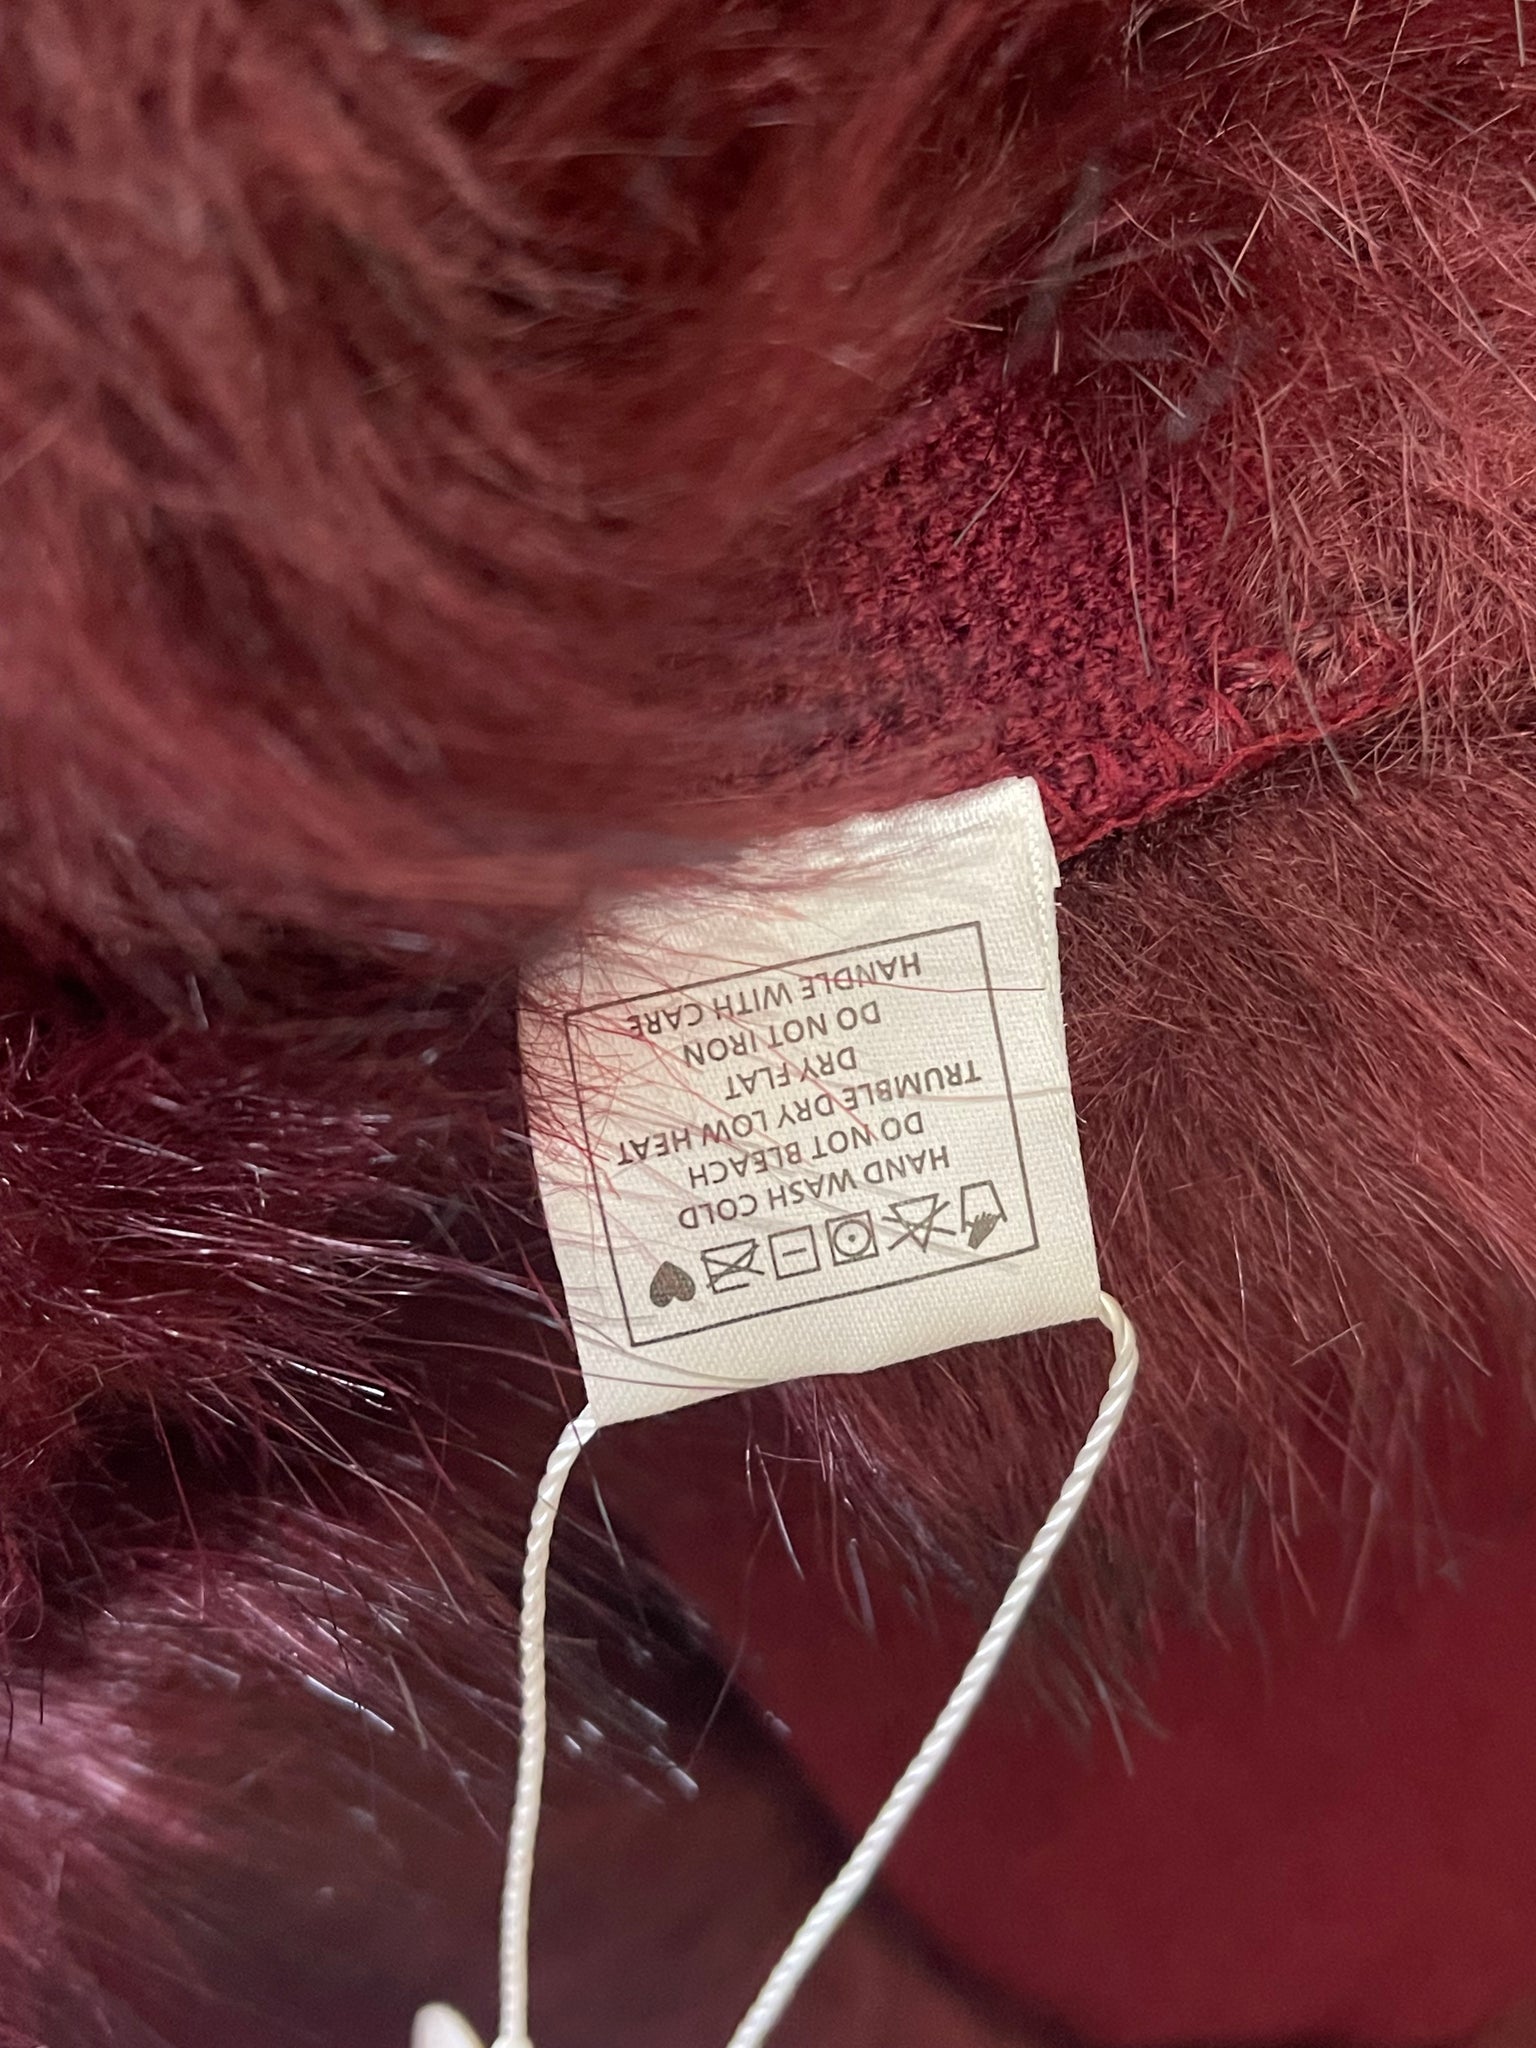 HAND WASH COLD
DO NOT BLEACH
TRUMBLE DRY LOW HEAT
DRY FLAT
DO NOT IRON
HANDLE WITH CARE